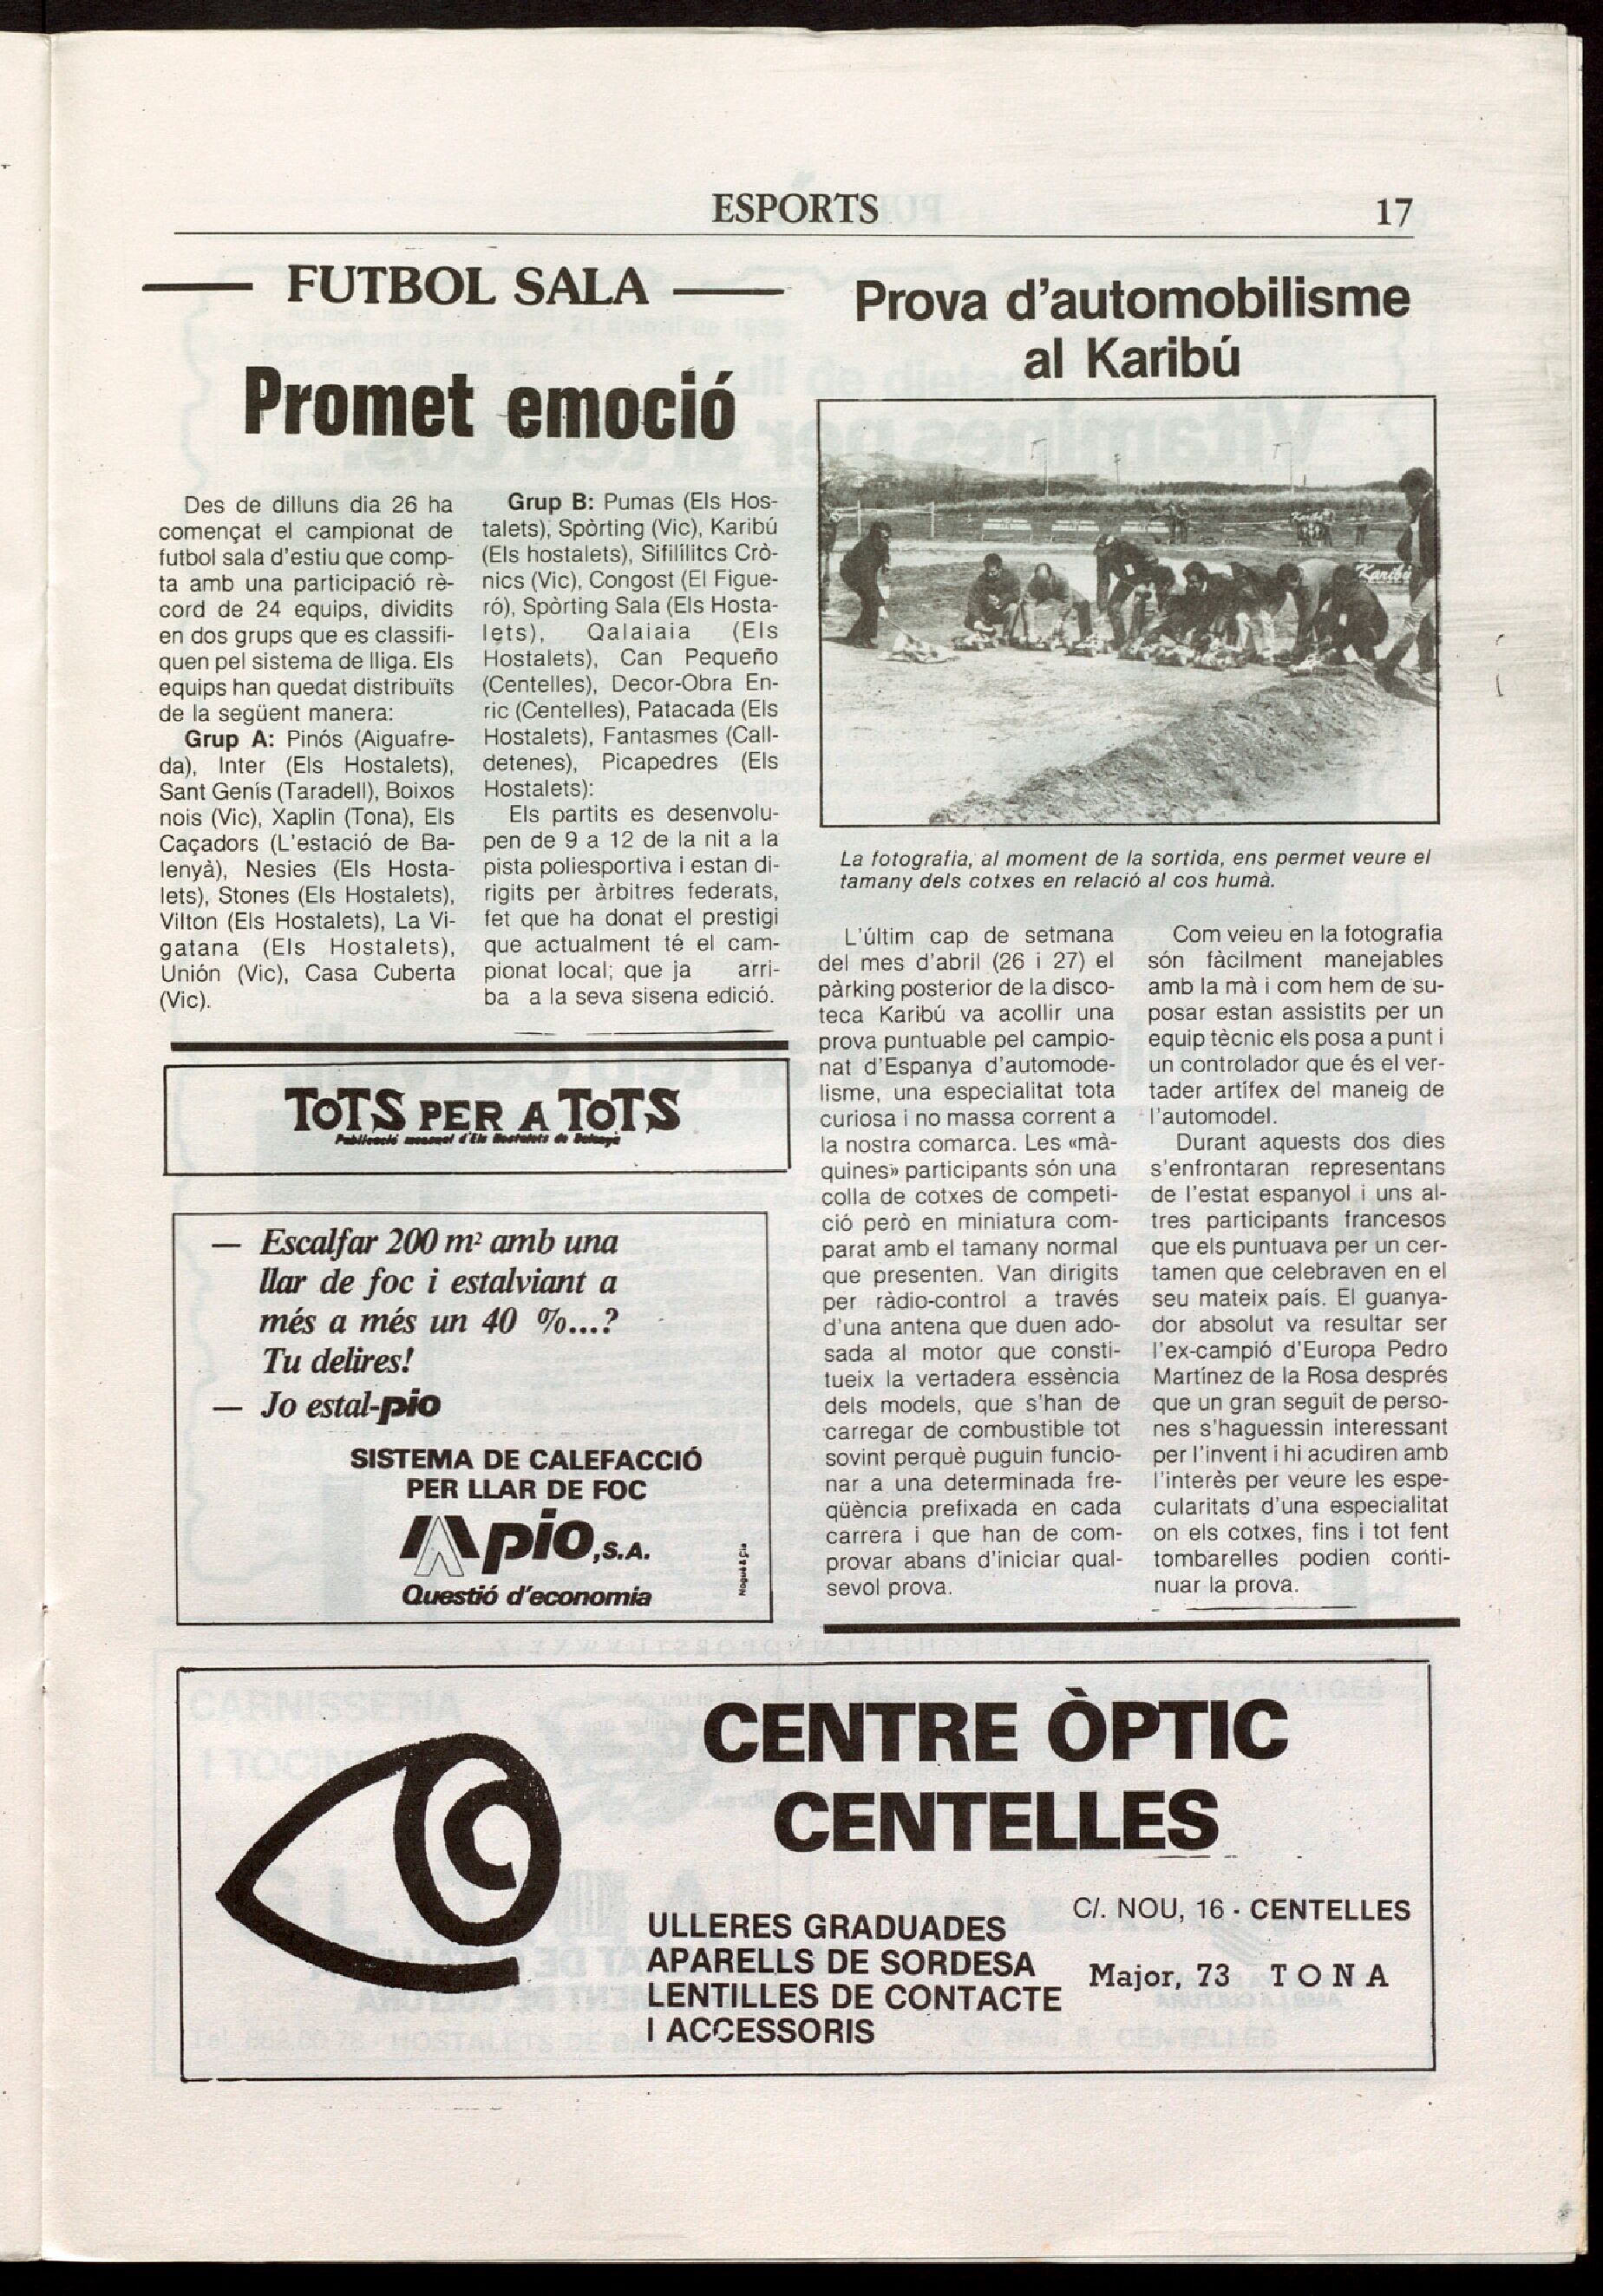 ESPORTS
17
FUTBOL SALA
Promet emoció
Des de dilluns dia 26 ha
començat el campionat de
futbol sala d'estiu que comp-
ta amb una participació rè-
cord de 24 equips, dividits
en dos grups que es classifi-
quen pel sistema de lliga. Els
equips han quedat distribuïts
de la següent manera:
Grup A: Pinós (Aiguafre-
da), Inter (Els Hostalets),
Sant Genís (Taradell), Boixos
nois (Vic), Xaplin (Tona), Els
Caçadors (L'estació de Ba-
lenyà), Nesies (Els Hosta-
lets), Stones (Els Hostalets),
Vilton (Els Hostalets), La Vi-
gatana (Els Hostalets),
Unión (Vic), Casa Cuberta
(Vic).
Grup B: Pumas (Els Hos-
talets), Spòrting (Vic), Karibú
(Els hostalets), Sifililitcs Crò-
nics (Vic), Congost (El Figue-
ró), Spòrting Sala (Els Hosta-
lets), Qalaiaia (Els
Hostalets), Can Pequeño
(Centelles), Decor-Obra En-
ric (Centelles), Patacada (Els
Hostalets), Fantasmes (Call-
detenes), Picapedres (Els
Hostalets):
Els partits es desenvolu-
pen de 9 a 12 de la nit a la
pista poliesportiva i estan di-
rigits per àrbitres federats,
fet que ha donat el prestigi
que actualment té el cam-
pionat local; que ja arri-
ba a la seva sisena edició.
TOTS PER A TOTS
Publicació mensual d'Els Hostalets de Balenyà
— Escalfar 200 m² amb una
llar de foc i estalviant a
més a més un 40 %...?
Tu delires!
— Jo estal-pio
SISTEMA DE CALEFACCIÓ
PER LLAR DE FOC
pio,S.A.
Questió d'economia
Nogué & Cia
Prova d'automobilisme
al Karibú
Karibú
La fotografia, al moment de la sortida, ens permet veure el
tamany dels cotxes en relació al cos humà.
L'últim cap de setmana
del mes d'abril (26 i 27) el
pàrking posterior de la disco-
teca Karibú va acollir una
prova puntuable pel campio-
nat d'Espanya d'automode-
lisme, una especialitat tota
curiosa i no massa corrent a
la nostra comarca. Les «mà-
quines» participants són una
colla de cotxes de competi-
ció però en miniatura com-
parat amb el tamany normal
que presenten. Van dirigits
per ràdio-control a través
d'una antena que duen ado-
sada al motor que consti-
tueix la vertadera essència
dels models, que s'han de
carregar de combustible tot
sovint perquè puguin funcio-
nar a una determinada fre-
qüència prefixada en cada
carrera i que han de com-
provar abans d'iniciar qual-
sevol prova.
Com veieu en la fotografia
són fàcilment manejables
amb la mà i com hem de su-
posar estan assistits per un
equip tècnic els posa a punt i
un controlador que és el ver-
tader artífex del maneig de
l'automodel.
Durant aquests dos dies
s'enfrontaran representans
de l'estat espanyol i uns al-
tres participants francesos
que els puntuava per un cer-
tamen que celebraven en el
seu mateix país. El guanya-
dor absolut va resultar ser
l'ex-campió d'Europa Pedro
Martínez de la Rosa després
que un gran seguit de perso-
nes s'haguessin interessant
per l'invent i hi acudiren amb
l'interès per veure les espe-
cularitats d'una especialitat
on els cotxes, fins i tot fent
tombarelles podien conti-
nuar la prova.
CENTRE ÒPTIC
CENTELLES
ULLERES GRADUADES
APARELLS DE SORDESA
LENTILLES DE CONTACTE
I ACCESSORIS
C/. NOU, 16 - CENTELLES
Major, 73 TONA